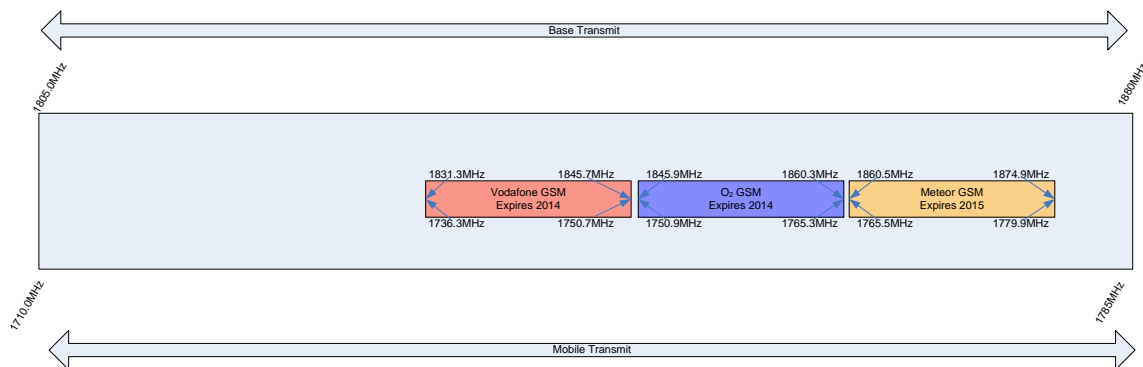 Base Transmit
1805.0MHz
1880MHz
1831.3MHz 1845.7MHz 1845.9MHz 1860.3MHz 1860.5MHz 1874.9MHz
Vodafone GSM O₂ GSM Meteor GSM
Expires 2014 Expires 2014 Expires 2015
1736.3MHz 1750.7MHz 1750.9MHz 1765.3MHz 1765.5MHz 1779.9MHz
1710.0MHz
1785MHz
Mobile Transmit